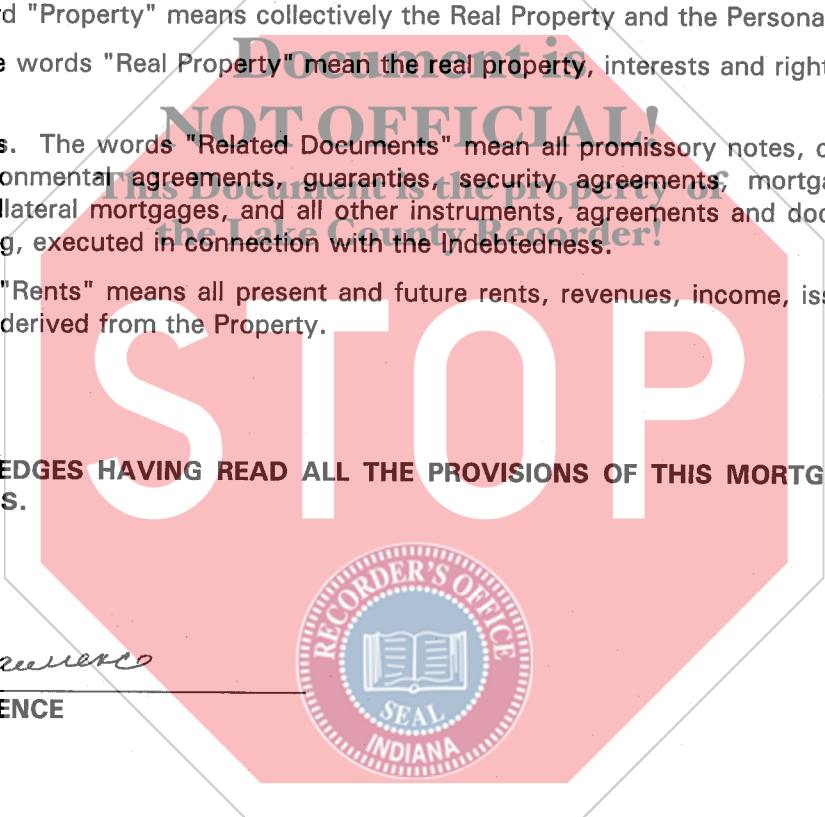 d "Property" means collectively the Real Property and the Persona
e words "Real Property" mean the real property, interests and right
Document is
NOT OFFICIAL!
s. The words "Related Documents" mean all promissory notes, c
onmental agreements, guaranties, security agreements, mortga
This Document is the property of
llateral mortgages, and all other instruments, agreements and doc
the Lake County Recorder!
g, executed in connection with the Indebtedness.
"Rents" means all present and future rents, revenues, income, iss
derived from the Property.
STOP
EDGES HAVING READ ALL THE PROVISIONS OF THIS MORTG
S.
ENCE
RECORDER'S OFFICE
SEAL
INDIANA